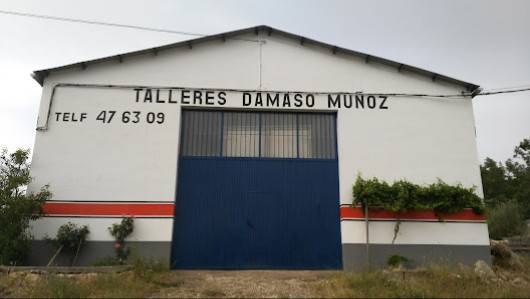 TALLERES DAMASO MUÑOZ
TELF 47 63 09